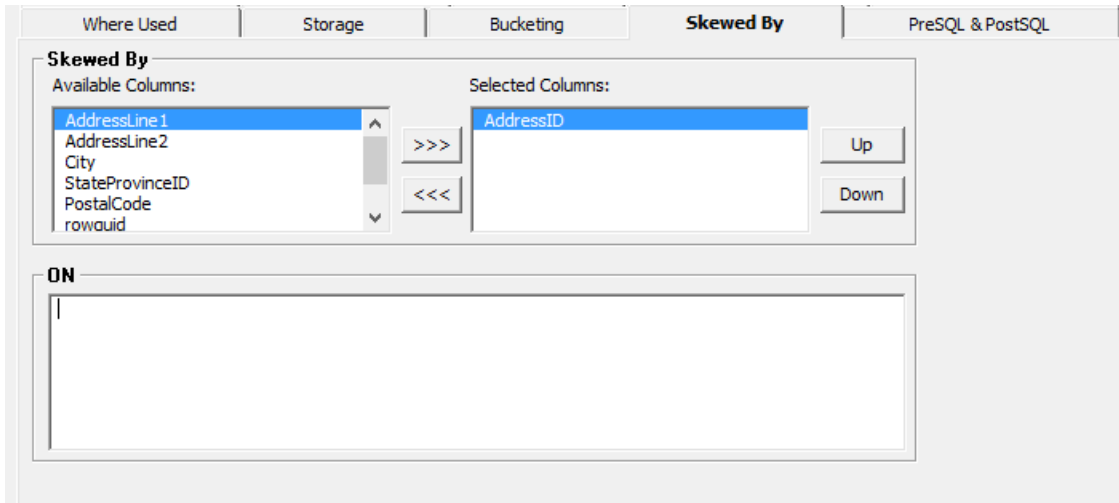 Where Used Storage Bucketing Skewed By PreSQL & PostSQL
Skewed By
Available Columns: Selected Columns:
AddressLine1
AddressLine2
City
StateProvinceID
PostalCode
rowguid
>>>
<<<
AddressID
Up
Down
ON